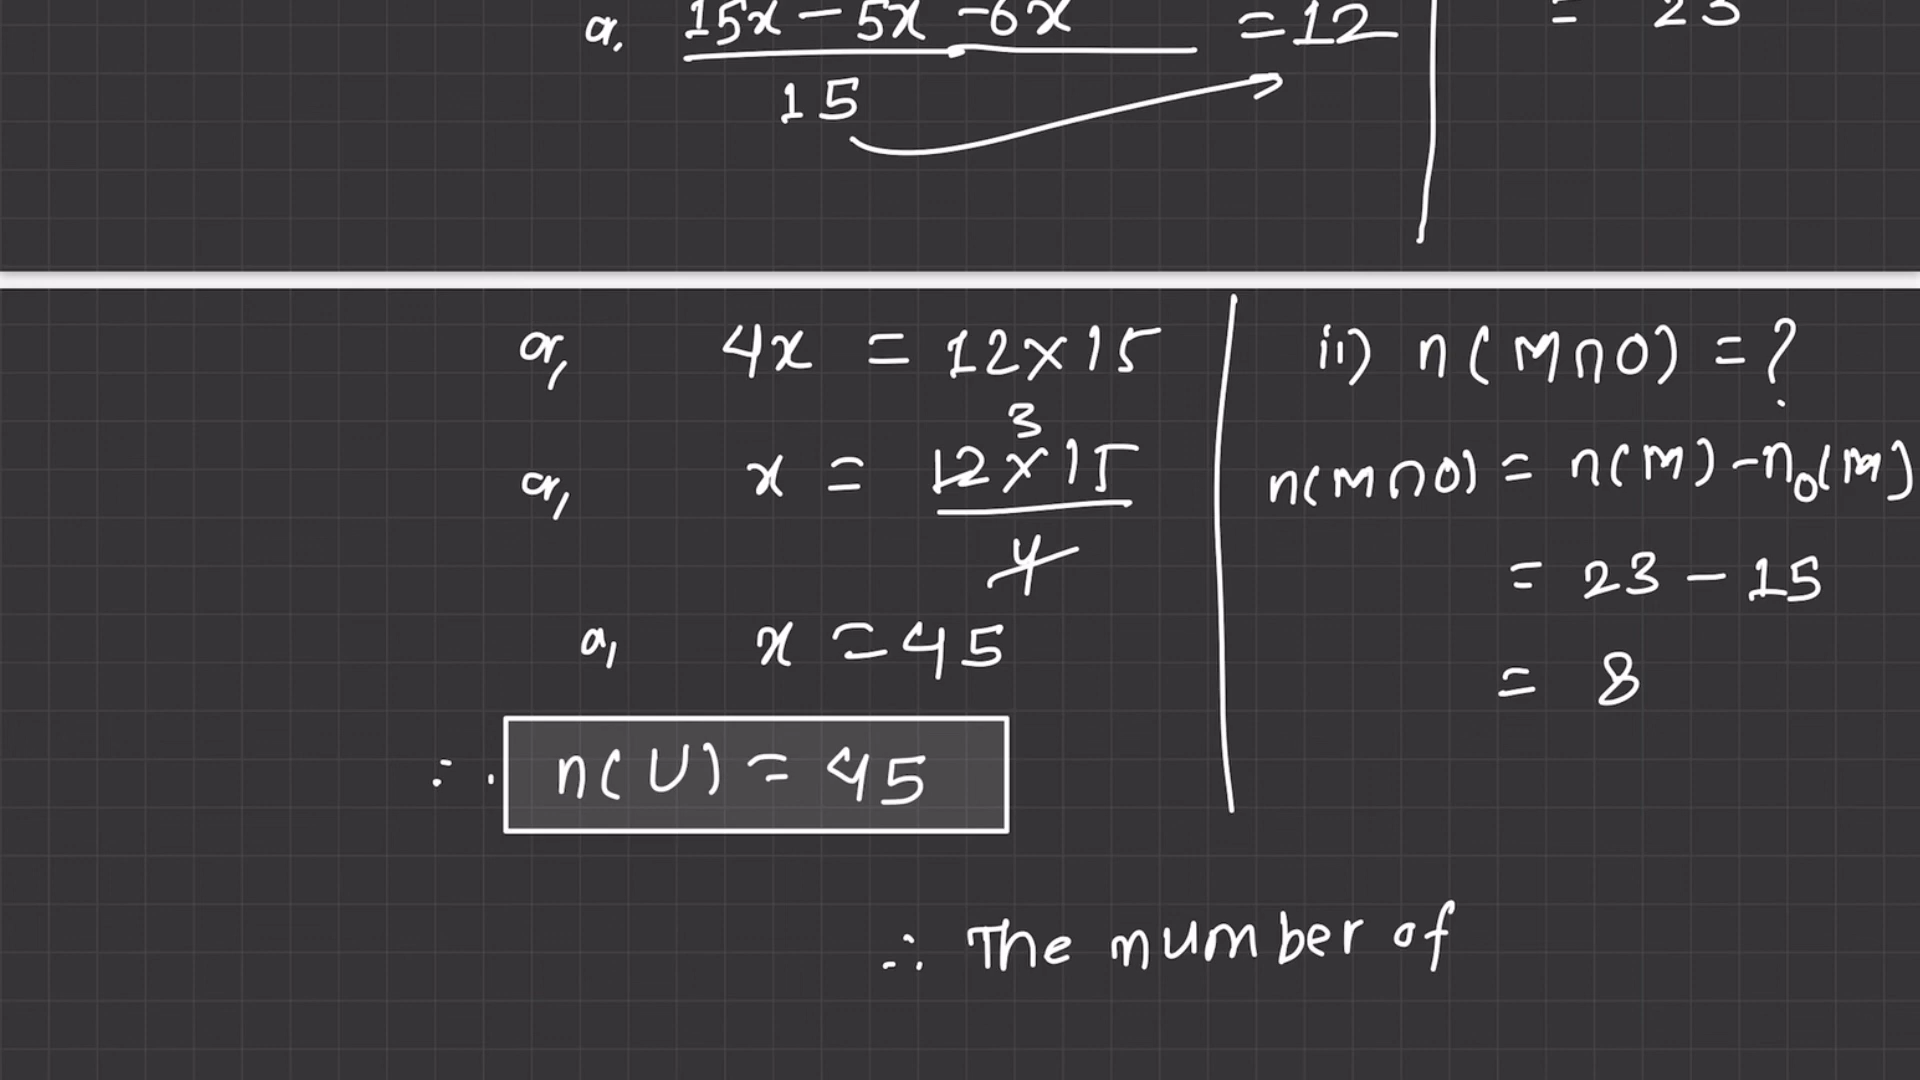 or, 15x - 5x - 6x = 12
15
= 23
or, 4x = 12 × 15
3
or, x = 12 × 15
4
or, x = 45
∴ n(U) = 45
ii) n(M∩O) = ?
n(M∩O) = n(M) - n₀(M)
= 23 - 15
= 8
∴ The number of